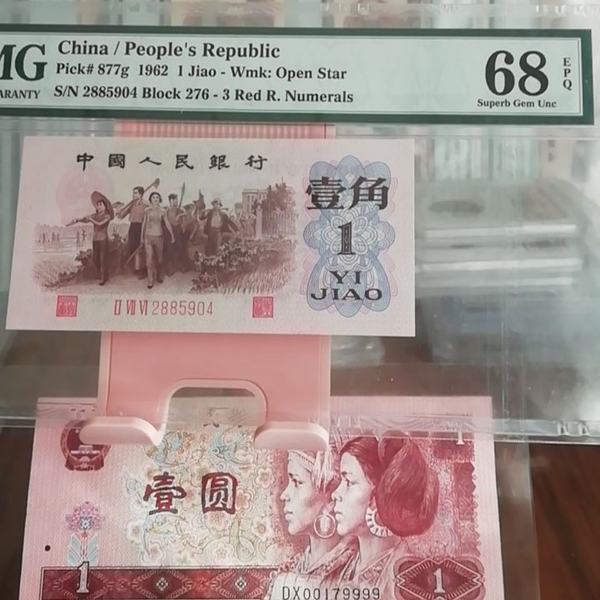 MG
China / People's Republic
Pick# 877g 1962 1 Jiao - Wmk: Open Star
ARANTY
S/N 2885904 Block 276 - 3 Red R. Numerals
68
EPQ
Superb Gem Unc
中國人民銀行
壹角
1
YI
JIAO
II VII VI 2885904
1
壹圆
1
DX00179999
1